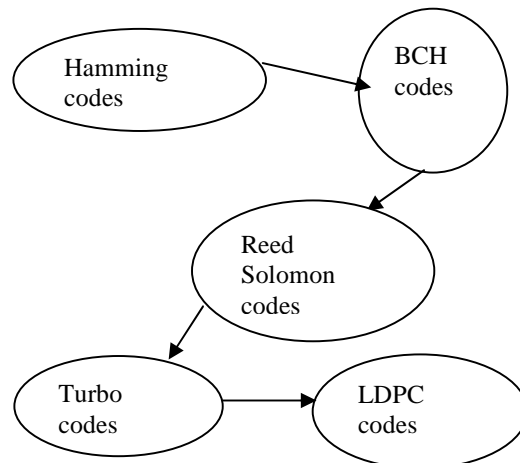 Hamming
codes
BCH
codes
Reed
Solomon
codes
Turbo
codes
LDPC
codes